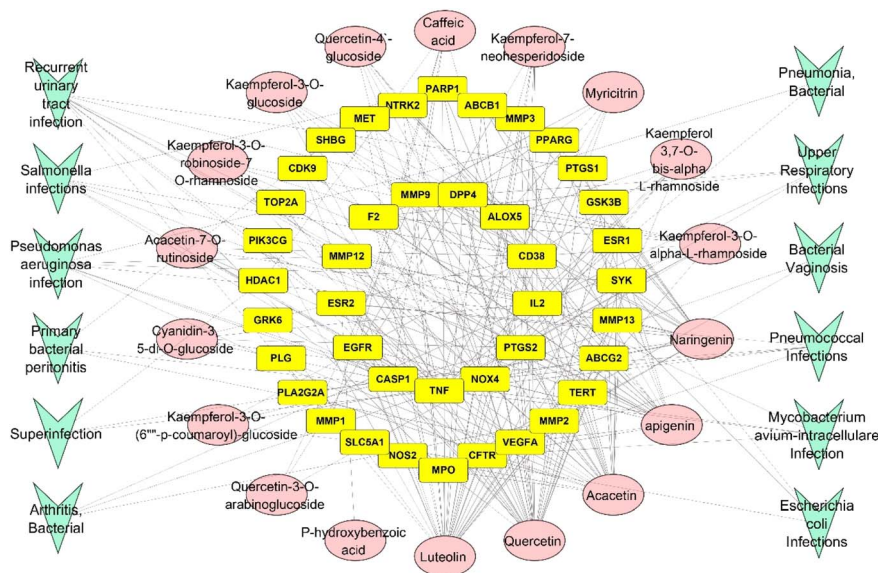 Recurrent
urinary
tract
infection
Salmonella
infections
Pseudomonas
aeruginosa
infection
Primary
bacterial
peritonitis
Superinfection
Arthritis,
Bacterial
Caffeic
acid
Quercetin-4`-
glucoside
Kaempferol-7-
neohesperidoside
Kaempferol-3-O-
glucoside
Myricitrin
Kaempferol-3-O-
robinoside-7
O-rhamnoside
Kaempferol
3,7-O-
bis-alpha
L-rhamnoside
Acacetin-7-O-
rutinoside
Kaempferol-3-O-
alpha-L-rhamnoside
Cyanidin-3
5-di-O-glucoside
Naringenin
Kaempferol-3-O-
(6""-p-coumaroyl)-glucoside
apigenin
Quercetin-3-O-
arabinoglucoside
Acacetin
P-hydroxybenzoic
acid
Luteolin
Quercetin
PARP1
NTRK2
ABCB1
MET
MMP3
SHBG
PPARG
CDK9
PTGS1
TOP2A
GSK3B
PIK3CG
ESR1
HDAC1
SYK
GRK6
MMP13
PLG
ABCG2
PLA2G2A
TERT
MMP1
MMP2
SLC5A1
VEGFA
NOS2
CFTR
MPO
MMP9
DPP4
F2
ALOX5
MMP12
CD38
ESR2
IL2
EGFR
PTGS2
CASP1
NOX4
TNF
Pneumonia,
Bacterial
Upper
Respiratory
Infections
Bacterial
Vaginosis
Pneumococcal
Infections
Mycobacterium
avium-intracellulare
Infection
Escherichia
coli
Infections